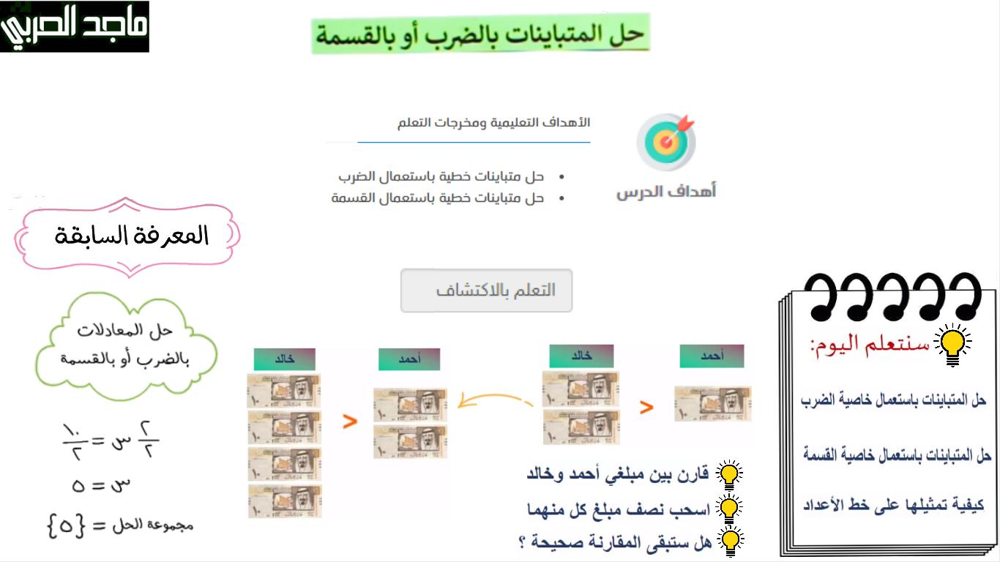 ماجد الحربي
حل المتباينات بالضرب أو بالقسمة
الأهداف التعليمية ومخرجات التعلم
أهداف الدرس
• حل متباينات خطية باستعمال الضرب
• حل متباينات خطية باستعمال القسمة
سنتعلم اليوم:
حل المتباينات باستعمال خاصية الضرب
حل المتباينات باستعمال خاصية القسمة
كيفية تمثيلها على خط الأعداد
التعلم بالاكتشاف
أحمد > خالد
أحمد > خالد
١٠
قارن بين مبلغي أحمد وخالد
اسحب نصف مبلغ كل منهما
هل ستبقى المقارنة صحيحة ؟
المعرفة السابقة
حل المعادلات
بالضرب أو بالقسمة
٢/٢ س = ١٠/٢
س = ٥
مجموعة الحل = {٥}